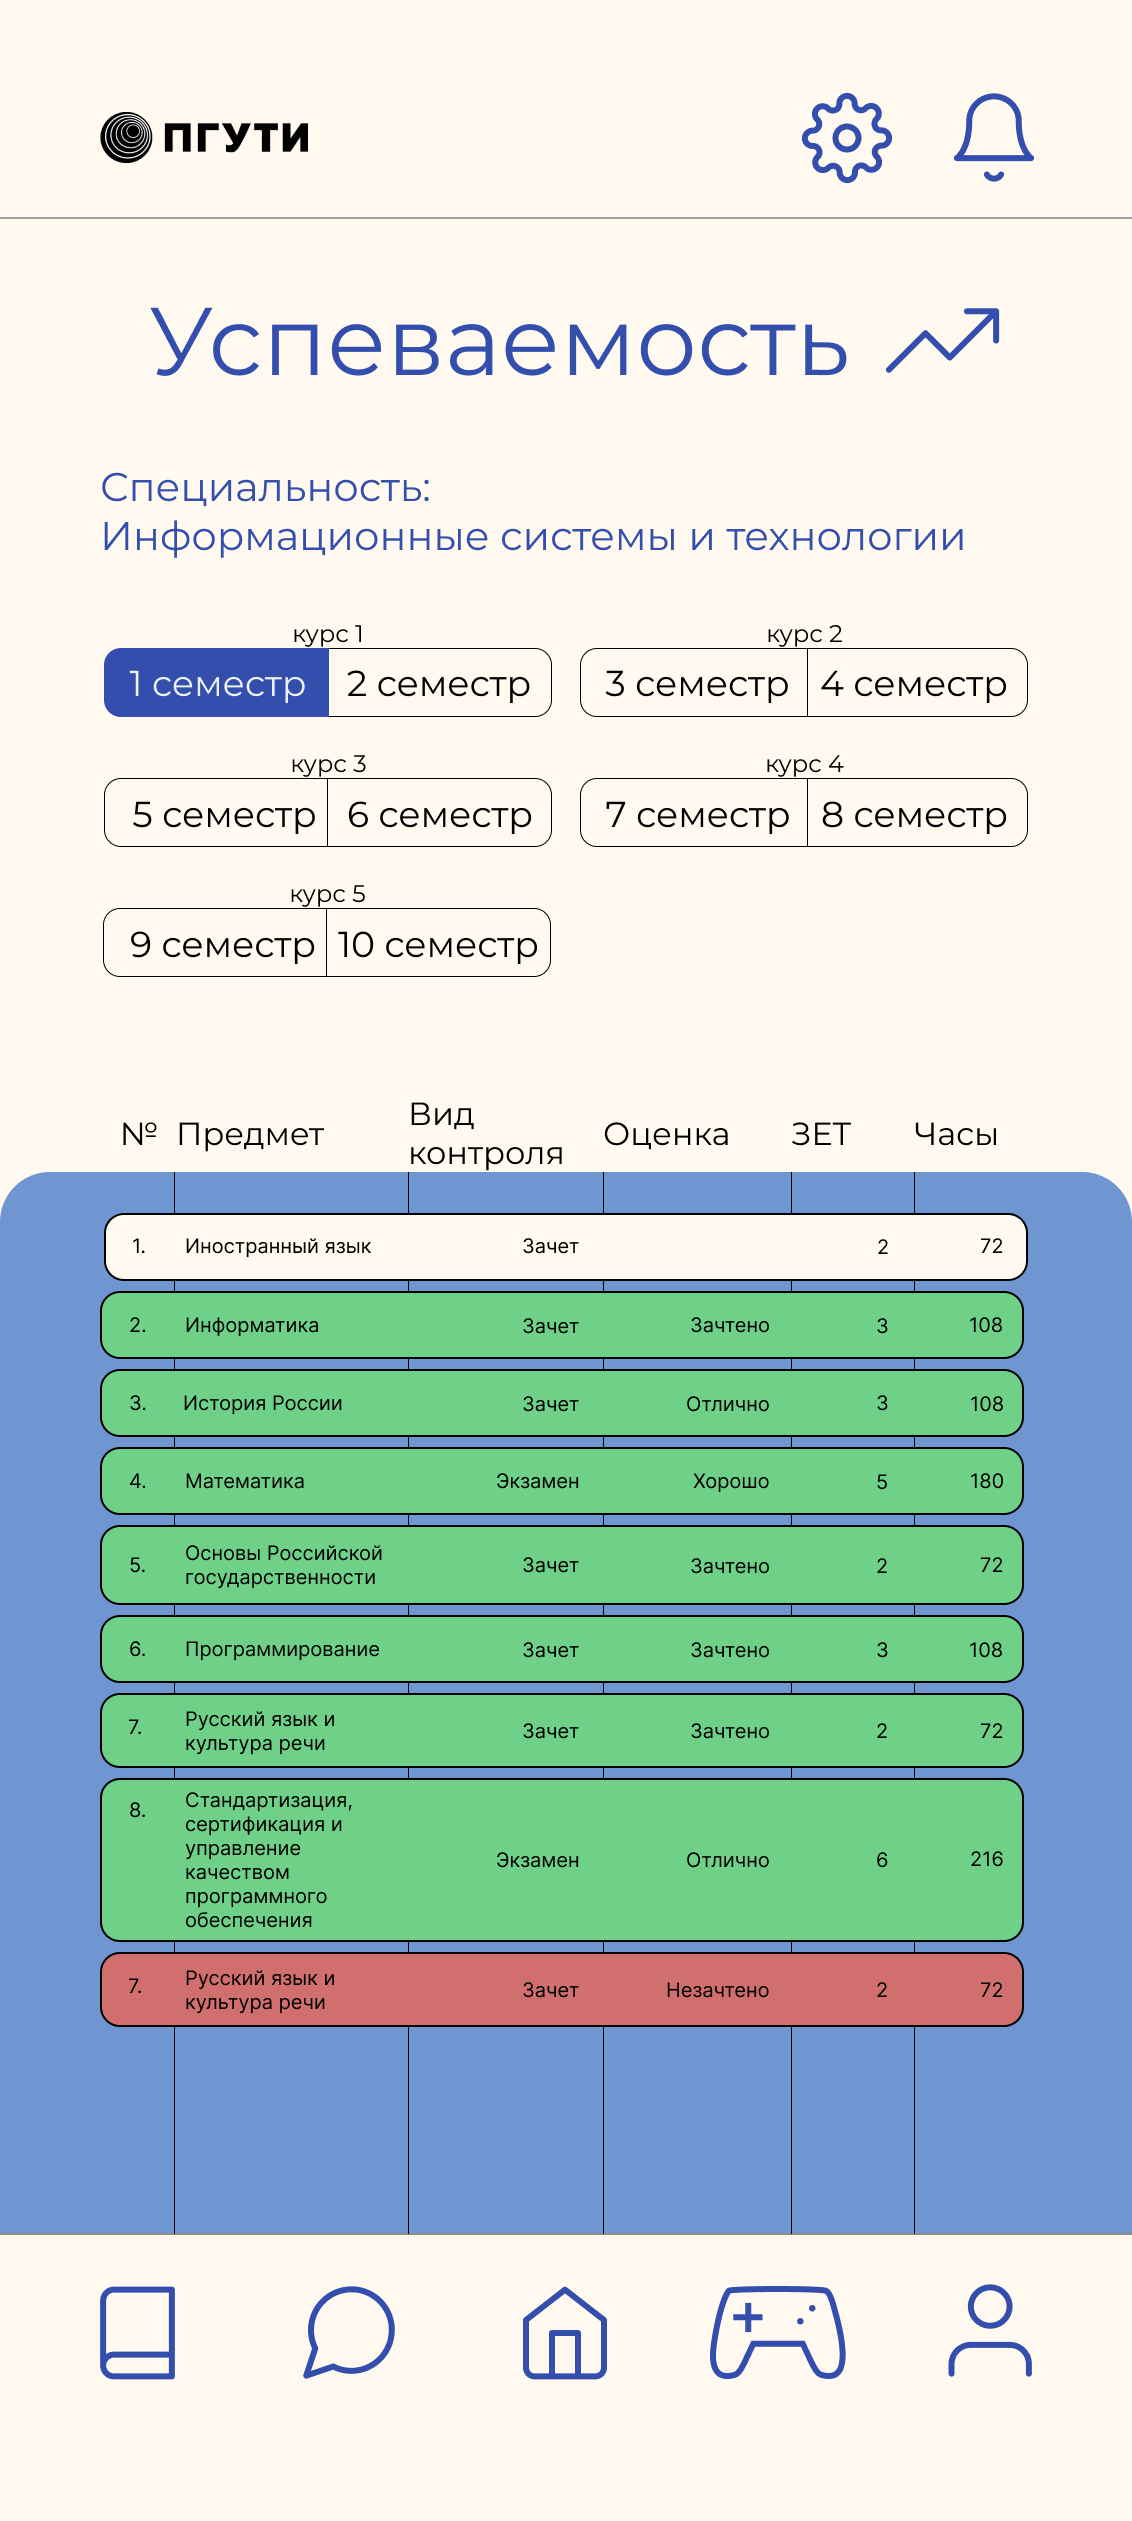 ПГУТИ
Успеваемость
Специальность:
Информационные системы и технологии
курс 1
курс 2
1 семестр
2 семестр
3 семестр
4 семестр
курс 3
курс 4
5 семестр
6 семестр
7 семестр
8 семестр
курс 5
9 семестр
10 семестр
№ Предмет Вид контроля Оценка ЗЕТ Часы
1. Иностранный язык Зачет 2 72
2. Информатика Зачет Зачтено 3 108
3. История России Зачет Отлично 3 108
4. Математика Экзамен Хорошо 5 180
5. Основы Российской государственности Зачет Зачтено 2 72
6. Программирование Зачет Зачтено 3 108
7. Русский язык и культура речи Зачет Зачтено 2 72
8. Стандартизация, сертификация и управление качеством программного обеспечения Экзамен Отлично 6 216
7. Русский язык и культура речи Зачет Незачтено 2 72